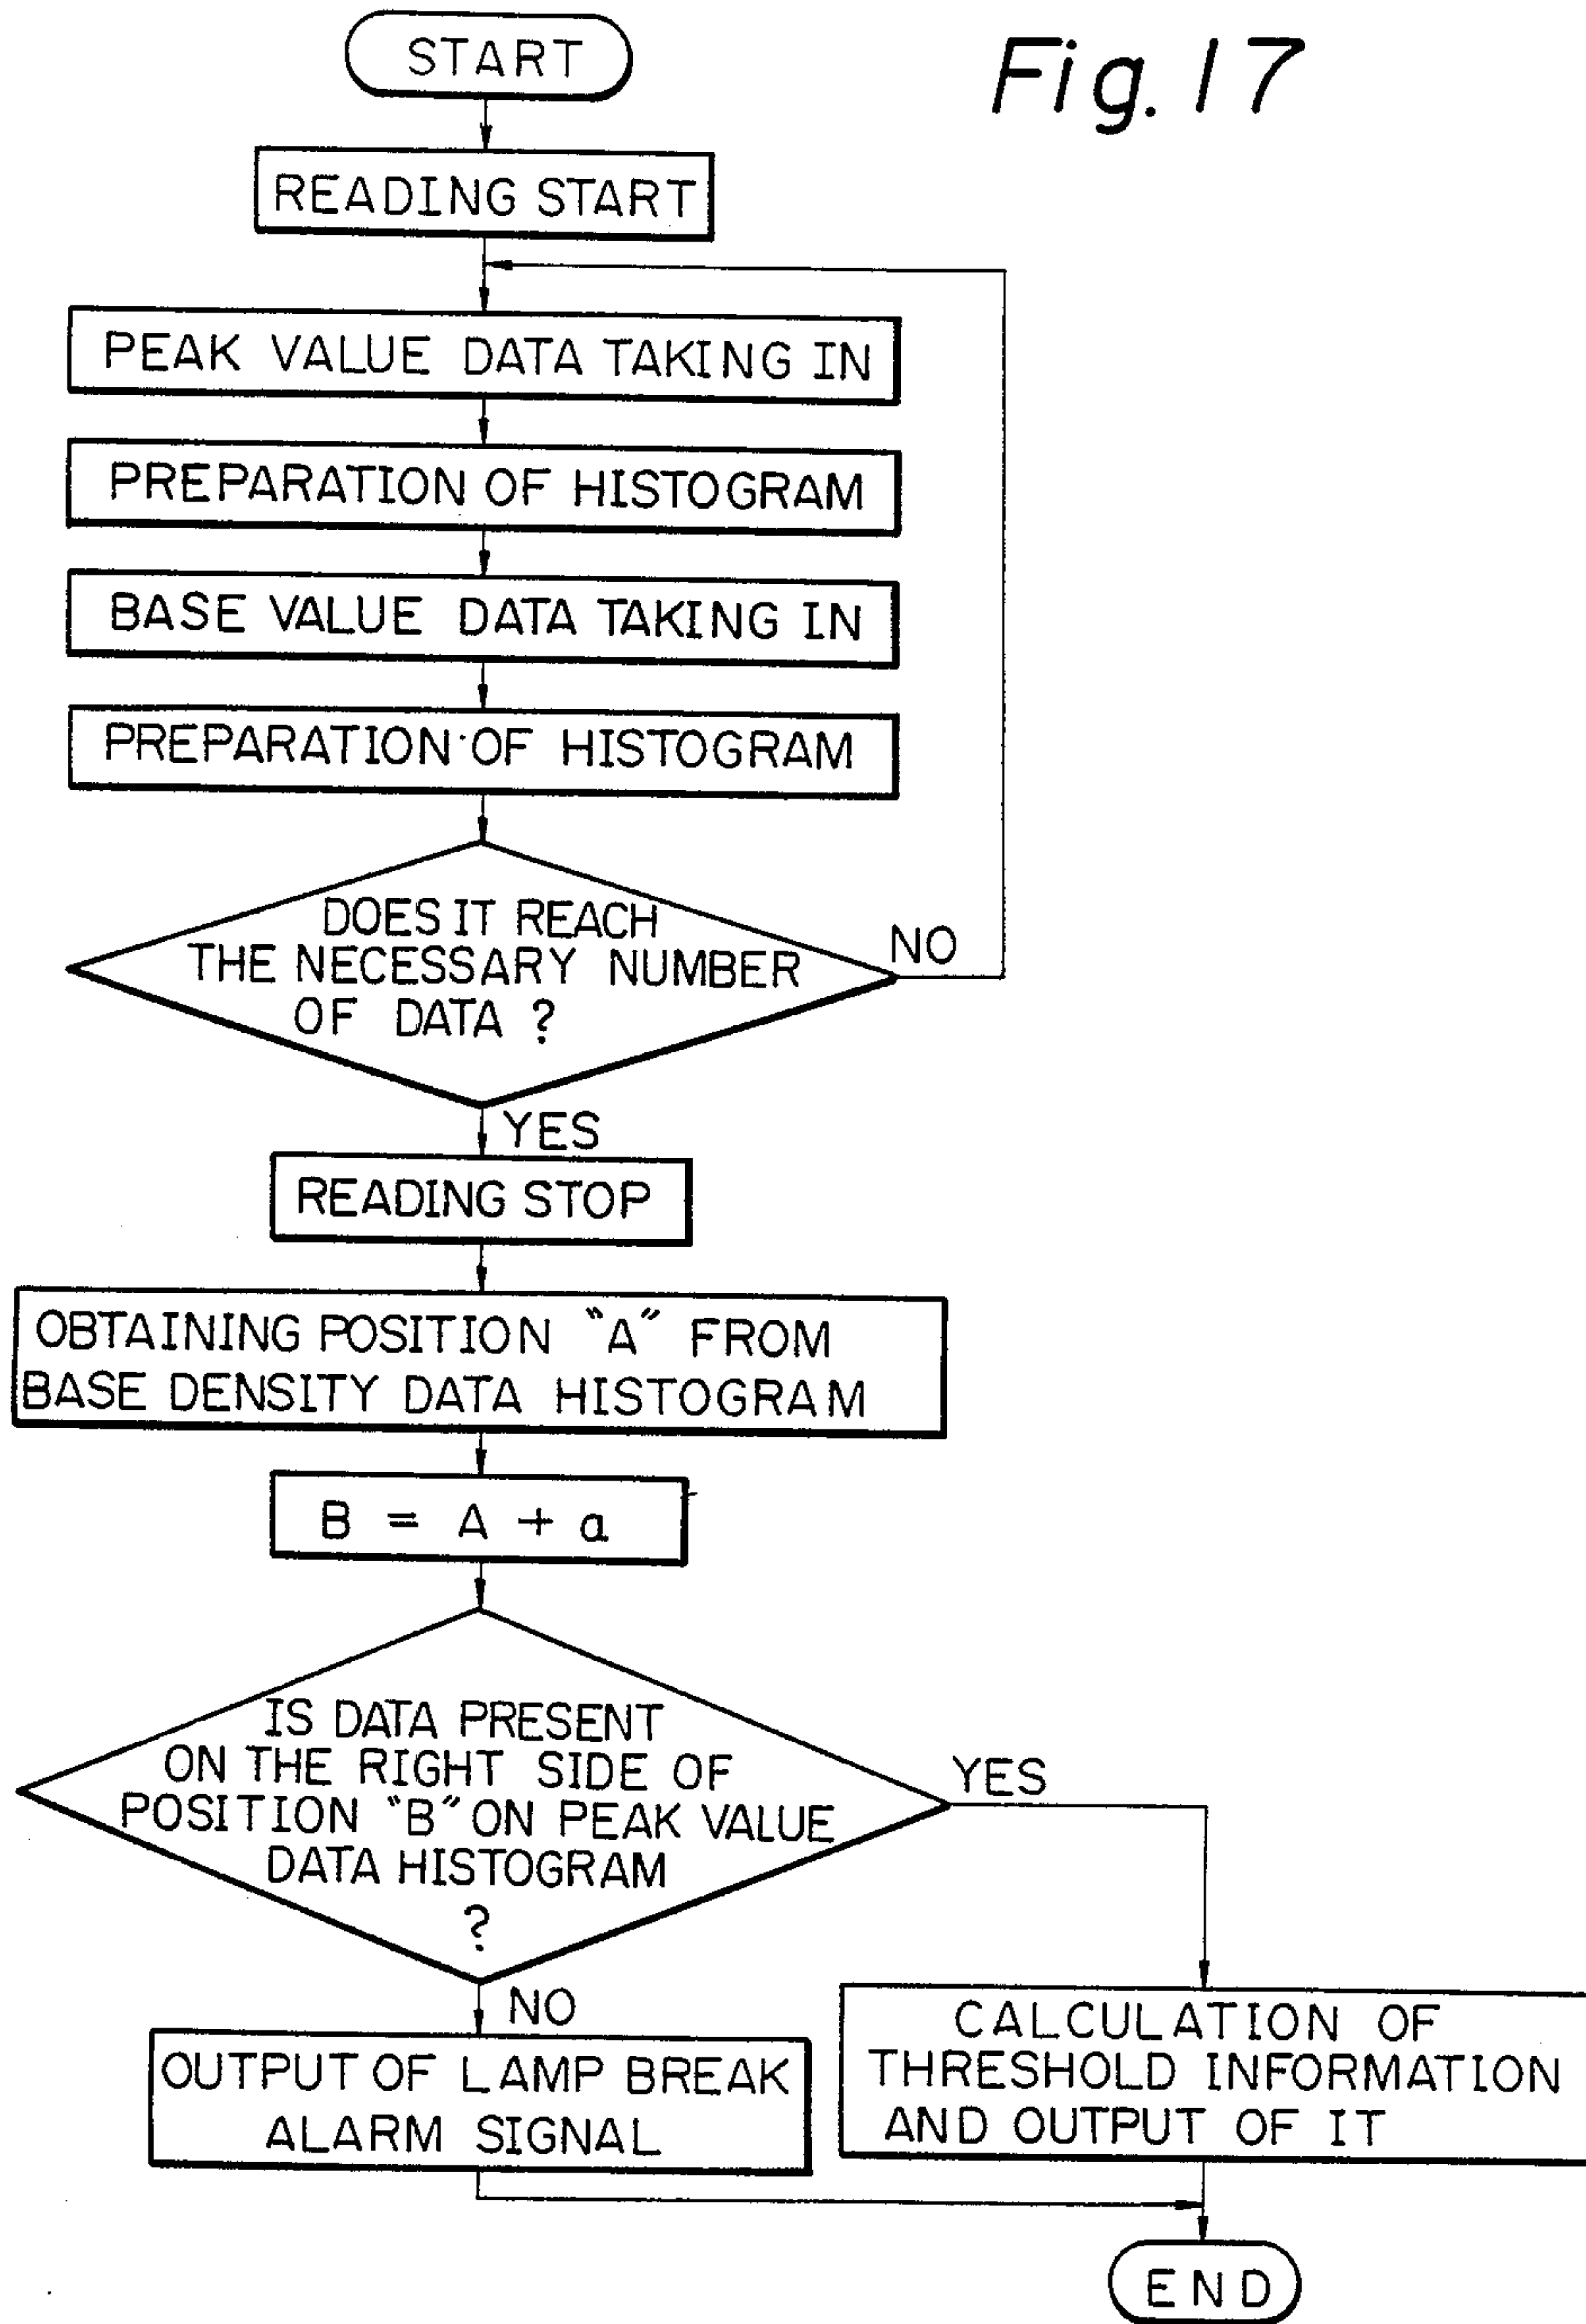 Fig. 17
START
READING START
PEAK VALUE DATA TAKING IN
PREPARATION OF HISTOGRAM
BASE VALUE DATA TAKING IN
PREPARATION OF HISTOGRAM
DOES IT REACH
THE NECESSARY NUMBER
OF DATA ?
NO
YES
READING STOP
OBTAINING POSITION "A" FROM
BASE DENSITY DATA HISTOGRAM
B = A + a
IS DATA PRESENT
ON THE RIGHT SIDE OF
POSITION "B" ON PEAK VALUE
DATA HISTOGRAM
?
YES
NO
OUTPUT OF LAMP BREAK
ALARM SIGNAL
CALCULATION OF
THRESHOLD INFORMATION
AND OUTPUT OF IT
END